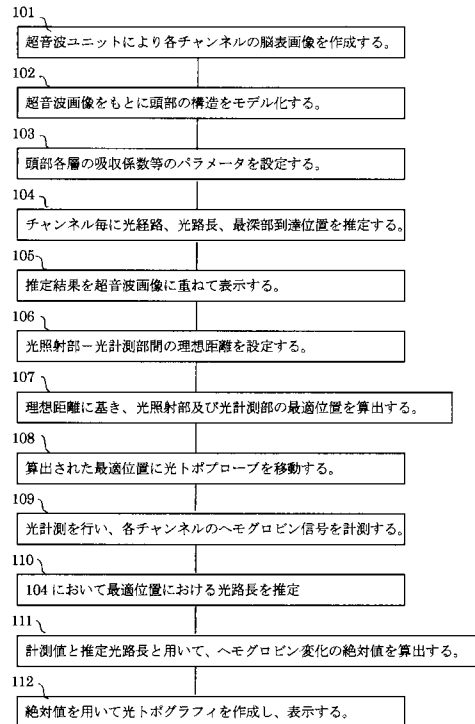 101
超音波ユニットにより各チャンネルの脳表画像を作成する。
102
超音波画像をもとに頭部の構造をモデル化する。
103
頭部各層の吸収係数等のパラメータを設定する。
104
チャンネル毎に光経路、光路長、最深部到達位置を推定する。
105
推定結果を超音波画像に重ねて表示する。
106
光照射部－光計測部間の理想距離を設定する。
107
理想距離に基き、光照射部及び光計測部の最適位置を算出する。
108
算出された最適位置に光トポプローブを移動する。
109
光計測を行い、各チャンネルのヘモグロビン信号を計測する。
110
104において最適位置における光路長を推定
111
計測値と推定光路長と用いて、ヘモグロビン変化の絶対値を算出する。
112
絶対値を用いて光トポグラフィを作成し、表示する。